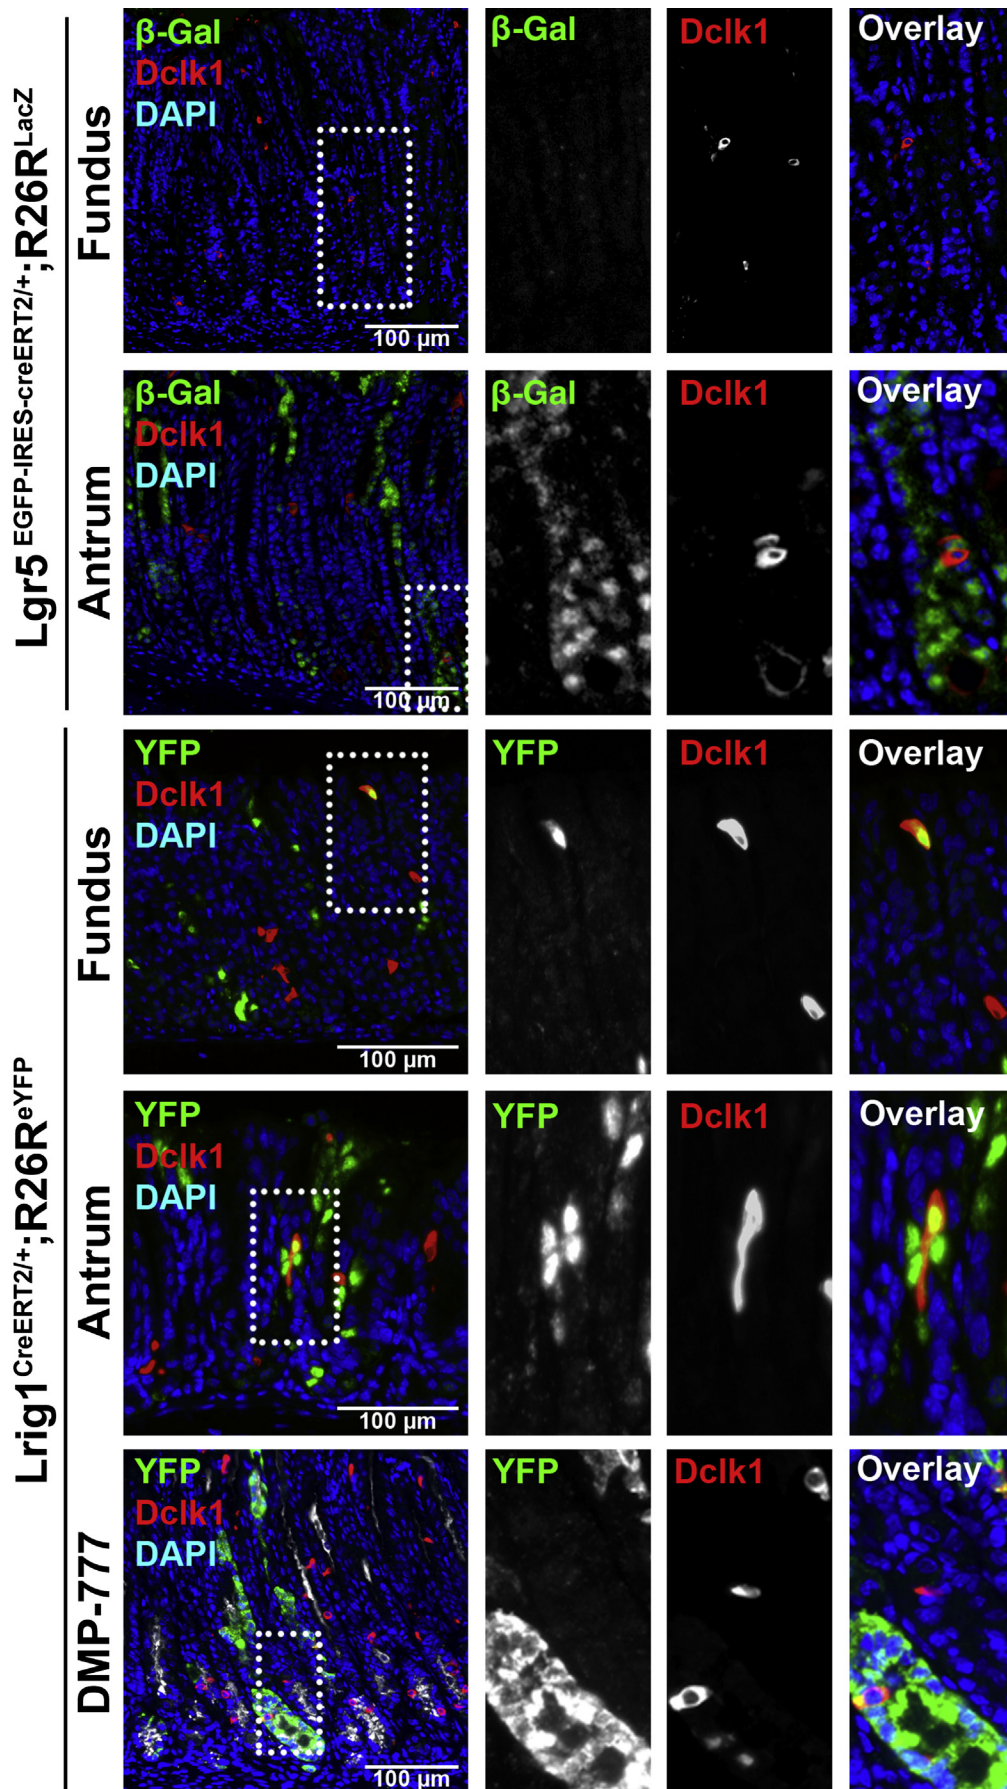 Lgr5 EGFP-IRES-creERT2/+;R26R LacZ
Fundus
β-Gal
Dclk1
DAPI
100 μm
β-Gal
Dclk1
Overlay
Antrum
β-Gal
Dclk1
DAPI
100 μm
β-Gal
Dclk1
Overlay
Lrig1 CreERT2/+;R26R eYFP
Fundus
YFP
Dclk1
DAPI
100 μm
YFP
Dclk1
Overlay
Antrum
YFP
Dclk1
DAPI
100 μm
YFP
Dclk1
Overlay
DMP-777
YFP
Dclk1
DAPI
100 μm
YFP
Dclk1
Overlay